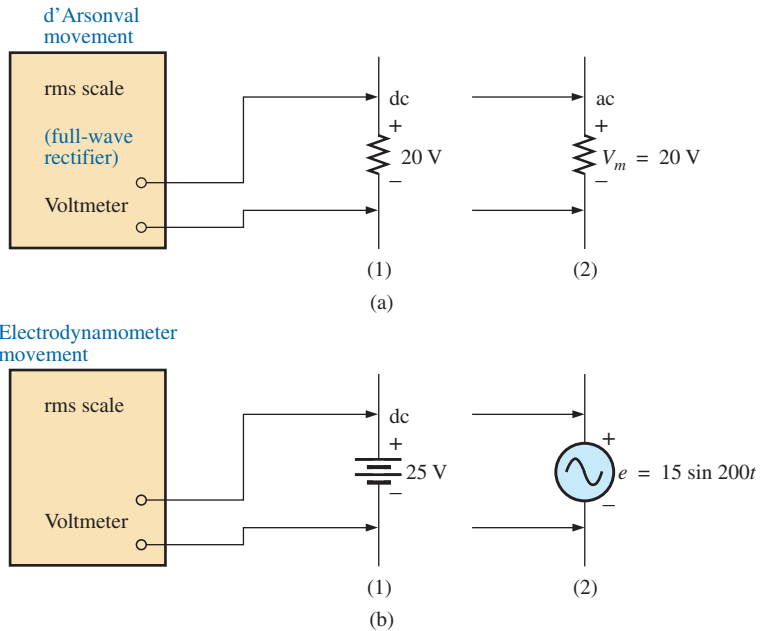 d’Arsonval
movement
rms scale
(full-wave
rectifier)
Voltmeter
dc
+
20 V
–
(1)
ac
+
Vm = 20 V
–
(2)
(a)
Electrodynamometer
movement
rms scale
Voltmeter
dc
+
25 V
–
(1)
+
e = 15 sin 200t
–
(2)
(b)